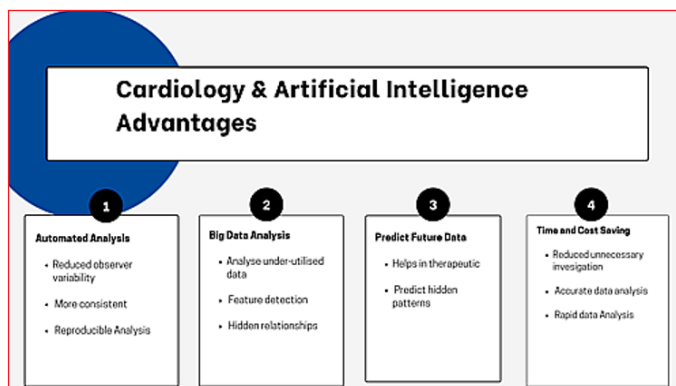 Cardiology & Artificial Intelligence
Advantages
1
Automated Analysis
• Reduced observer
variability
• More consistent
• Reproducible Analysis
2
Big Data Analysis
• Analyse under-utilised
data
• Feature detection
• Hidden relationships
3
Predict Future Data
• Helps in therapeutic
• Predict hidden
patterns
4
Time and Cost Saving
• Reduced unnecessary
invesigation
• Accurate data analysis
• Rapid data Analysis